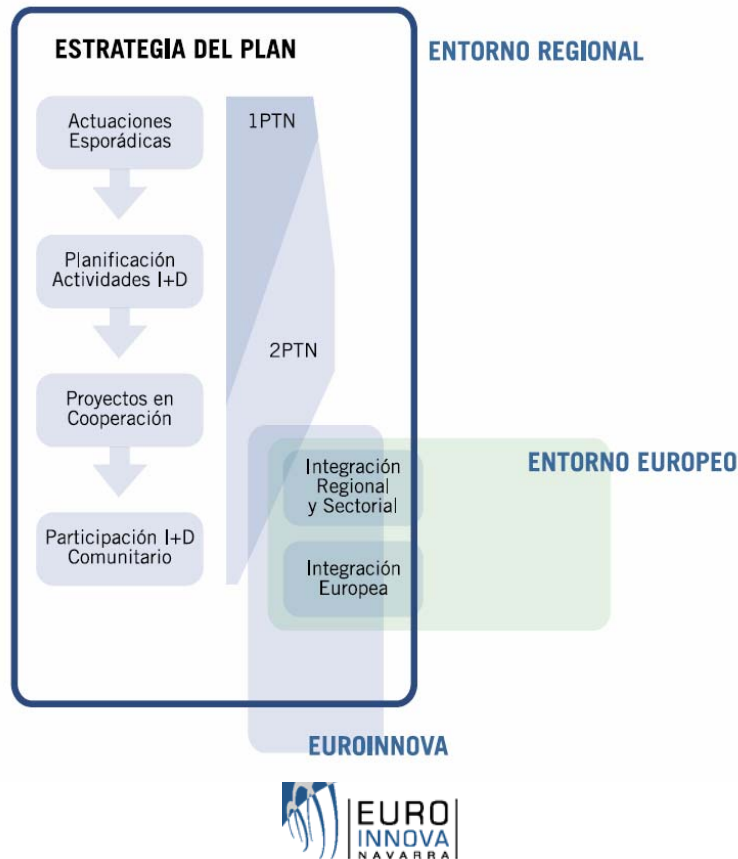 ESTRATEGIA DEL PLAN
ENTORNO REGIONAL
Actuaciones
Esporádicas
1PTN
Planificación
Actividades I+D
2PTN
Proyectos en
Cooperación
Integración
Regional
y Sectorial
ENTORNO EUROPEO
Participación I+D
Comunitario
Integración
Europea
EUROINNOVA
EURO
INNOVA
NAVARRA